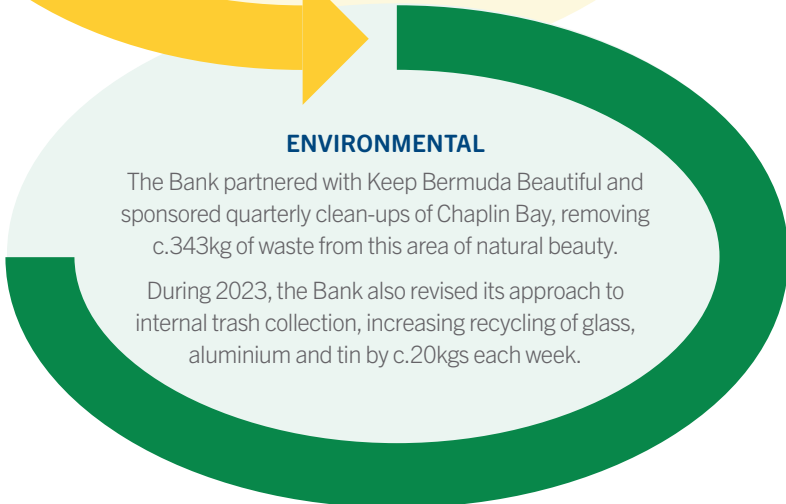 ENVIRONMENTAL
The Bank partnered with Keep Bermuda Beautiful and
sponsored quarterly clean-ups of Chaplin Bay, removing
c.343kg of waste from this area of natural beauty.
During 2023, the Bank also revised its approach to
internal trash collection, increasing recycling of glass,
aluminium and tin by c.20kgs each week.